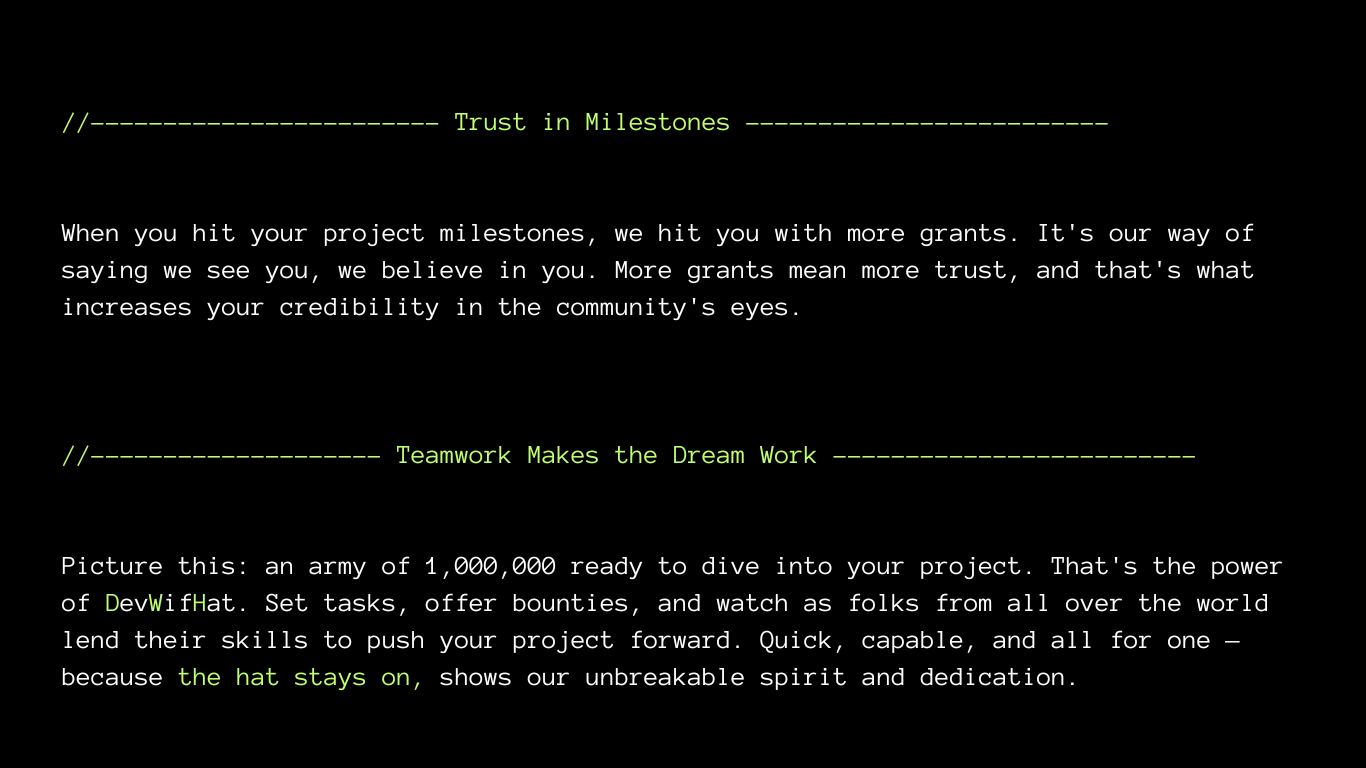 //------------------------ Trust in Milestones -------------------------
When you hit your project milestones, we hit you with more grants. It's our way of
saying we see you, we believe in you. More grants mean more trust, and that's what
increases your credibility in the community's eyes.
//-------------------- Teamwork Makes the Dream Work -------------------------
Picture this: an army of 1,000,000 ready to dive into your project. That's the power
of DevWifHat. Set tasks, offer bounties, and watch as folks from all over the world
lend their skills to push your project forward. Quick, capable, and all for one —
because the hat stays on, shows our unbreakable spirit and dedication.